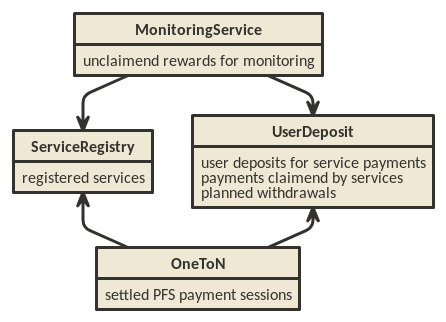 MonitoringService
unclaimend rewards for monitoring
ServiceRegistry
registered services
UserDeposit
user deposits for service payments
payments claimend by services
planned withdrawals
OneToN
settled PFS payment sessions